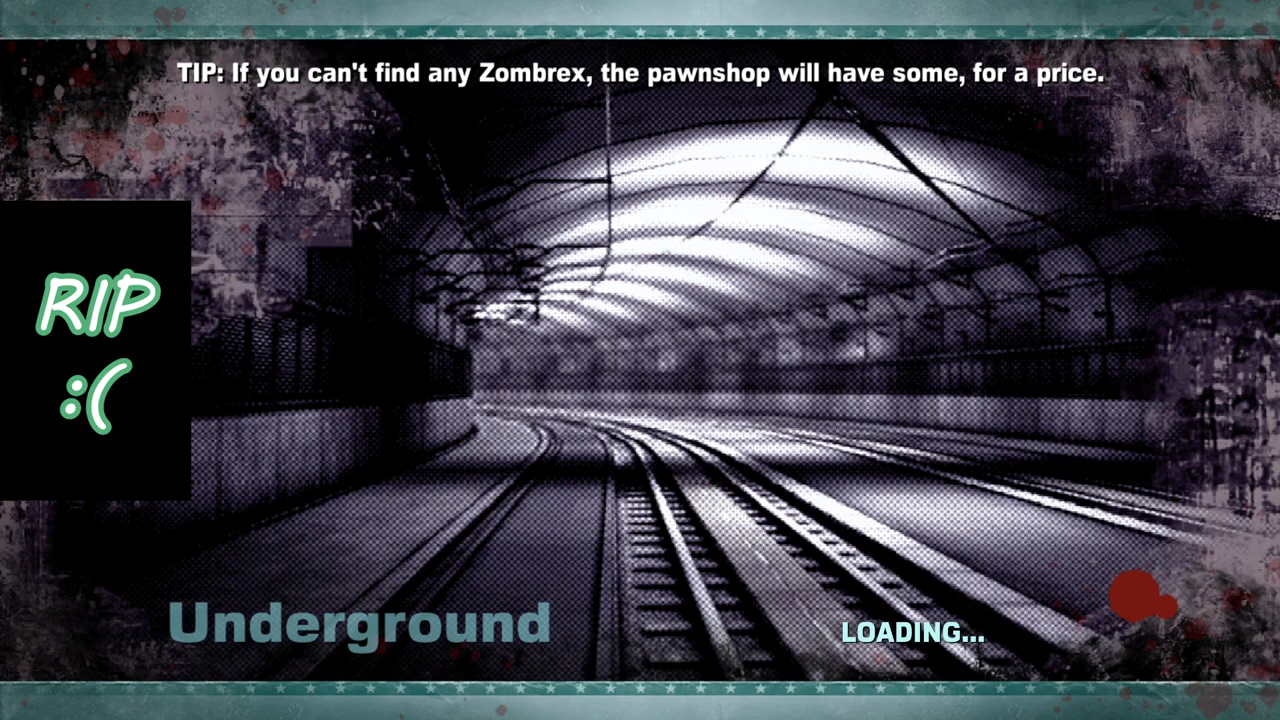 TIP: If you can't find any Zombrex, the pawnshop will have some, for a price.
RIP
:(
Underground
LOADING...